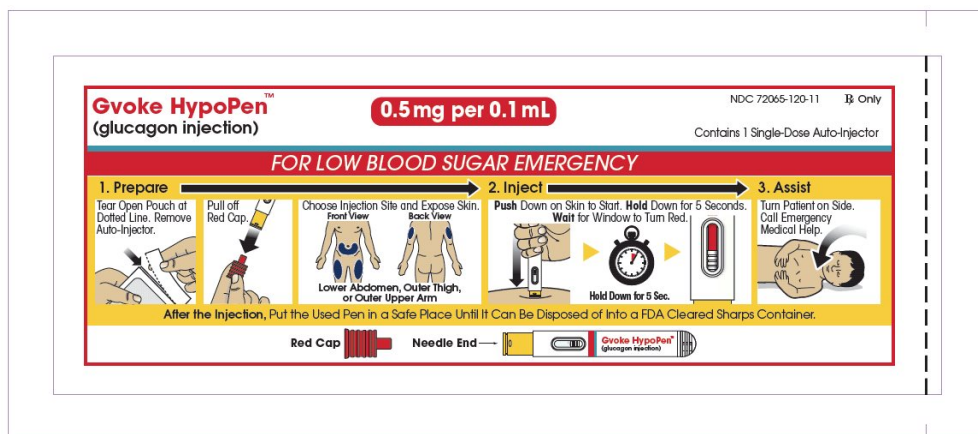 Gvoke HypoPen™
(glucagon injection)
0.5 mg per 0.1 mL
NDC 72065-120-11 ℞ Only
Contains 1 Single-Dose Auto-Injector
FOR LOW BLOOD SUGAR EMERGENCY
1. Prepare
Tear Open Pouch at
Dotted Line. Remove
Auto-Injector.
Pull off
Red Cap.
Choose Injection Site and Expose Skin.
Front View Back View
Lower Abdomen, Outer Thigh,
or Outer Upper Arm
2. Inject
Push Down on Skin to Start. Hold Down for 5 Seconds.
Wait for Window to Turn Red.
Hold Down for 5 Sec.
3. Assist
Turn Patient on Side.
Call Emergency
Medical Help.
After the Injection, Put the Used Pen in a Safe Place Until It Can Be Disposed of Into a FDA Cleared Sharps Container.
Red Cap
Needle End
Gvoke HypoPen™
(glucagon injection)